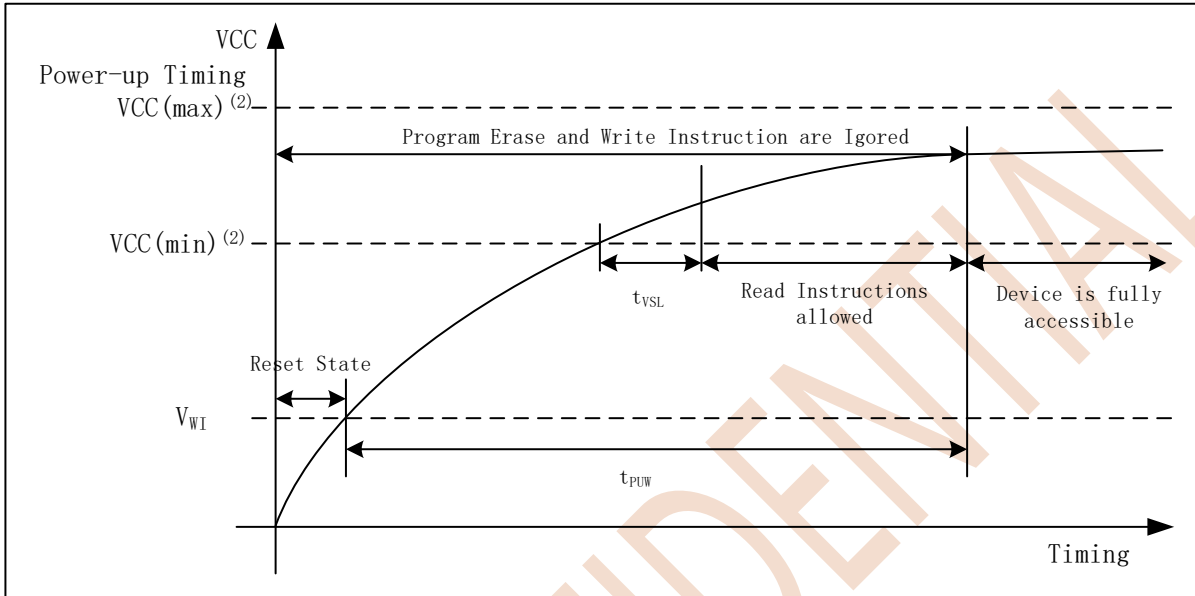 VCC
Power-up Timing
VCC(max)(2)
Program Erase and Write Instruction are Igored
VCC(min)(2)
tVSL
Read Instructions
allowed
Device is fully
accessible
Reset State
VWI
tPUW
Timing
IDENTIAL